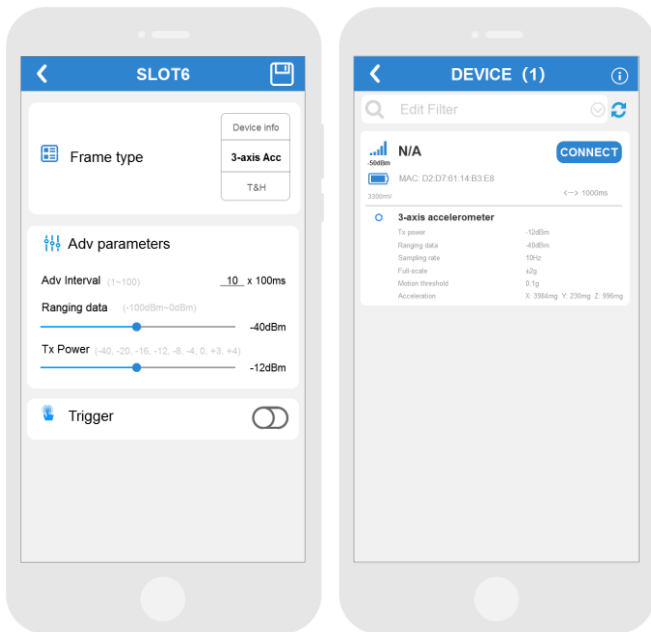 SLOT6
Frame type
Device info
3-axis Acc
T&H
Adv parameters
Adv Interval (1~100) 10 x 100ms
Ranging data (-100dBm~0dBm)
-40dBm
Tx Power (-40, -20, -16, -12, -8, -4, 0, +3, +4)
-12dBm
Trigger
DEVICE (1)
Edit Filter
-50dBm
N/A
CONNECT
MAC: D2:D7:61:14:B3:E8
3300mV
<--> 1000ms
3-axis accelerometer
Tx power -12dBm
Ranging data -40dBm
Sampling rate 10Hz
Full-scale ±2g
Motion threshold 0.1g
Acceleration X: 3984mg Y: 230mg Z: 996mg